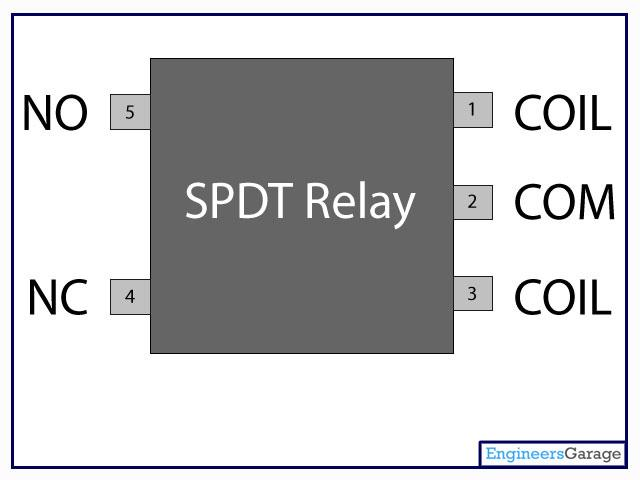 NO 5 1 COIL
SPDT Relay
2 COM
NC 4 3 COIL
EngineersGarage